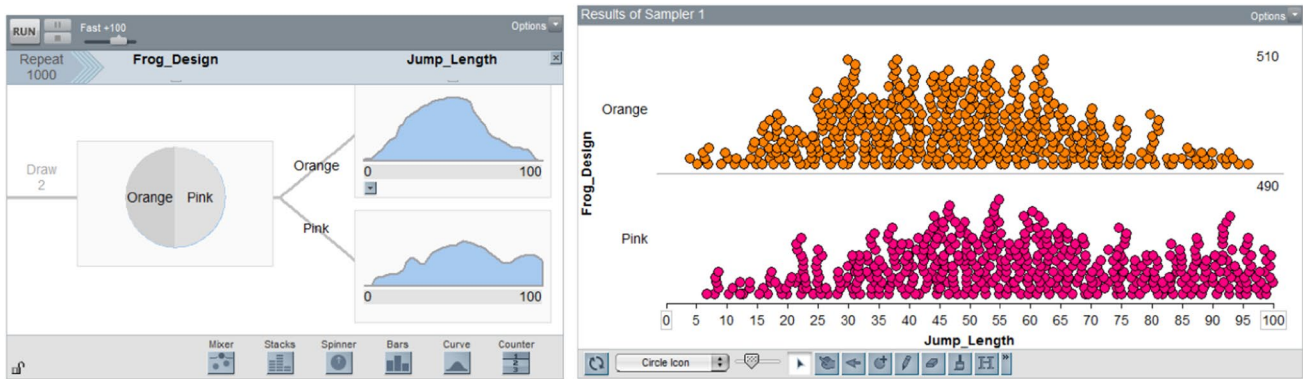 RUN
Fast +100
Options
Repeat
1000
Frog_Design
Jump_Length
Draw
2
Orange Pink
Orange
Pink
0 100
0 100
Mixer Stacks Spinner Bars Curve Counter
1
2
3
Results of Sampler 1
Options
Frog_Design
Orange
510
Pink
490
0 5 10 15 20 25 30 35 40 45 50 55 60 65 70 75 80 85 90 95 100
Jump_Length
Circle Icon